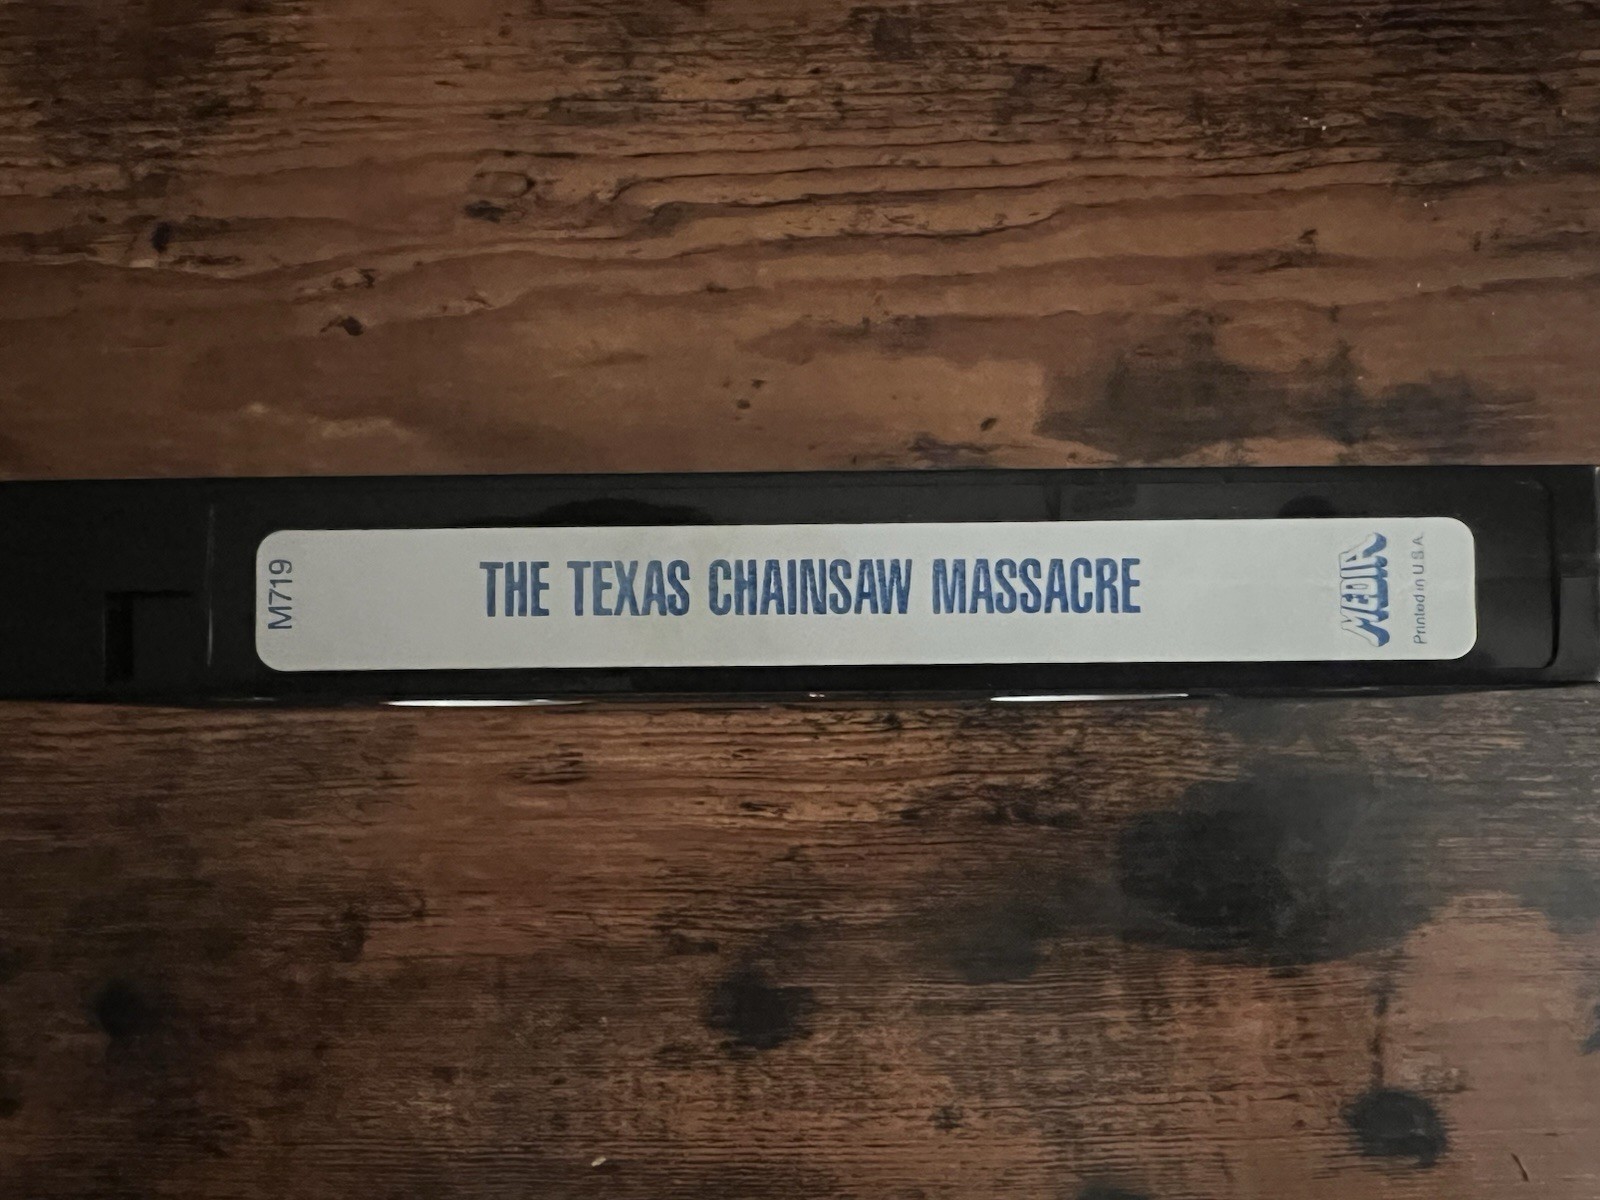 M719
THE TEXAS CHAINSAW MASSACRE
MEDIA
Printed in U.S.A.